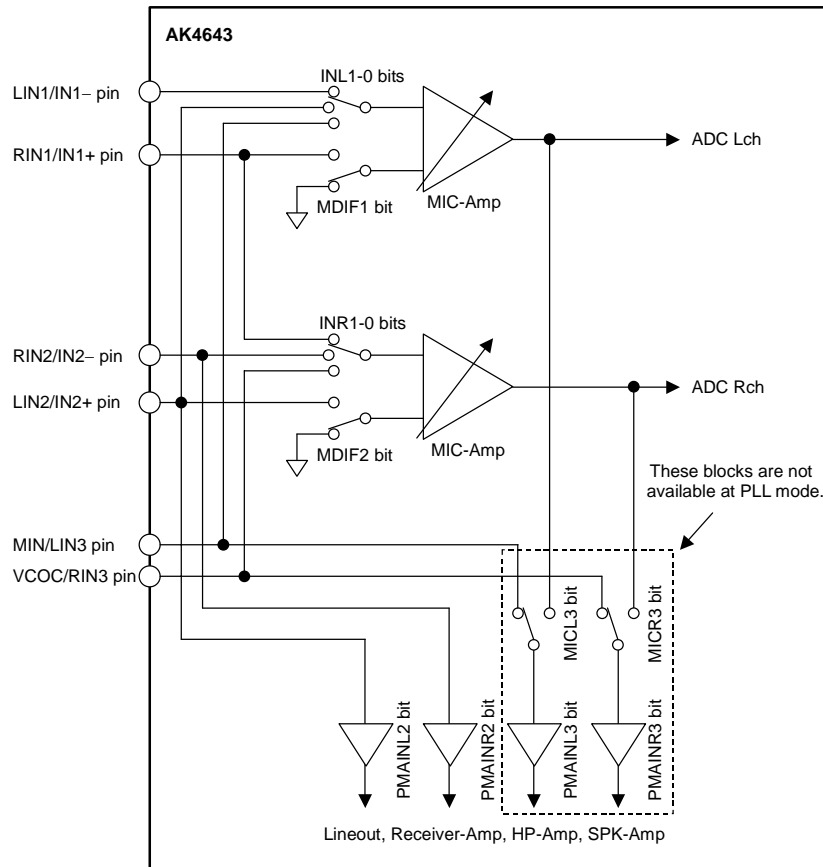 AK4643
INL1-0 bits
LIN1/IN1− pin
RIN1/IN1+ pin
ADC Lch
MDIF1 bit
MIC-Amp
INR1-0 bits
RIN2/IN2− pin
LIN2/IN2+ pin
ADC Rch
MDIF2 bit
MIC-Amp
These blocks are not
available at PLL mode.
MIN/LIN3 pin
VCOC/RIN3 pin
MICL3 bit
MICR3 bit
PMAINL2 bit
PMAINR2 bit
PMAINL3 bit
PMAINR3 bit
Lineout, Receiver-Amp, HP-Amp, SPK-Amp